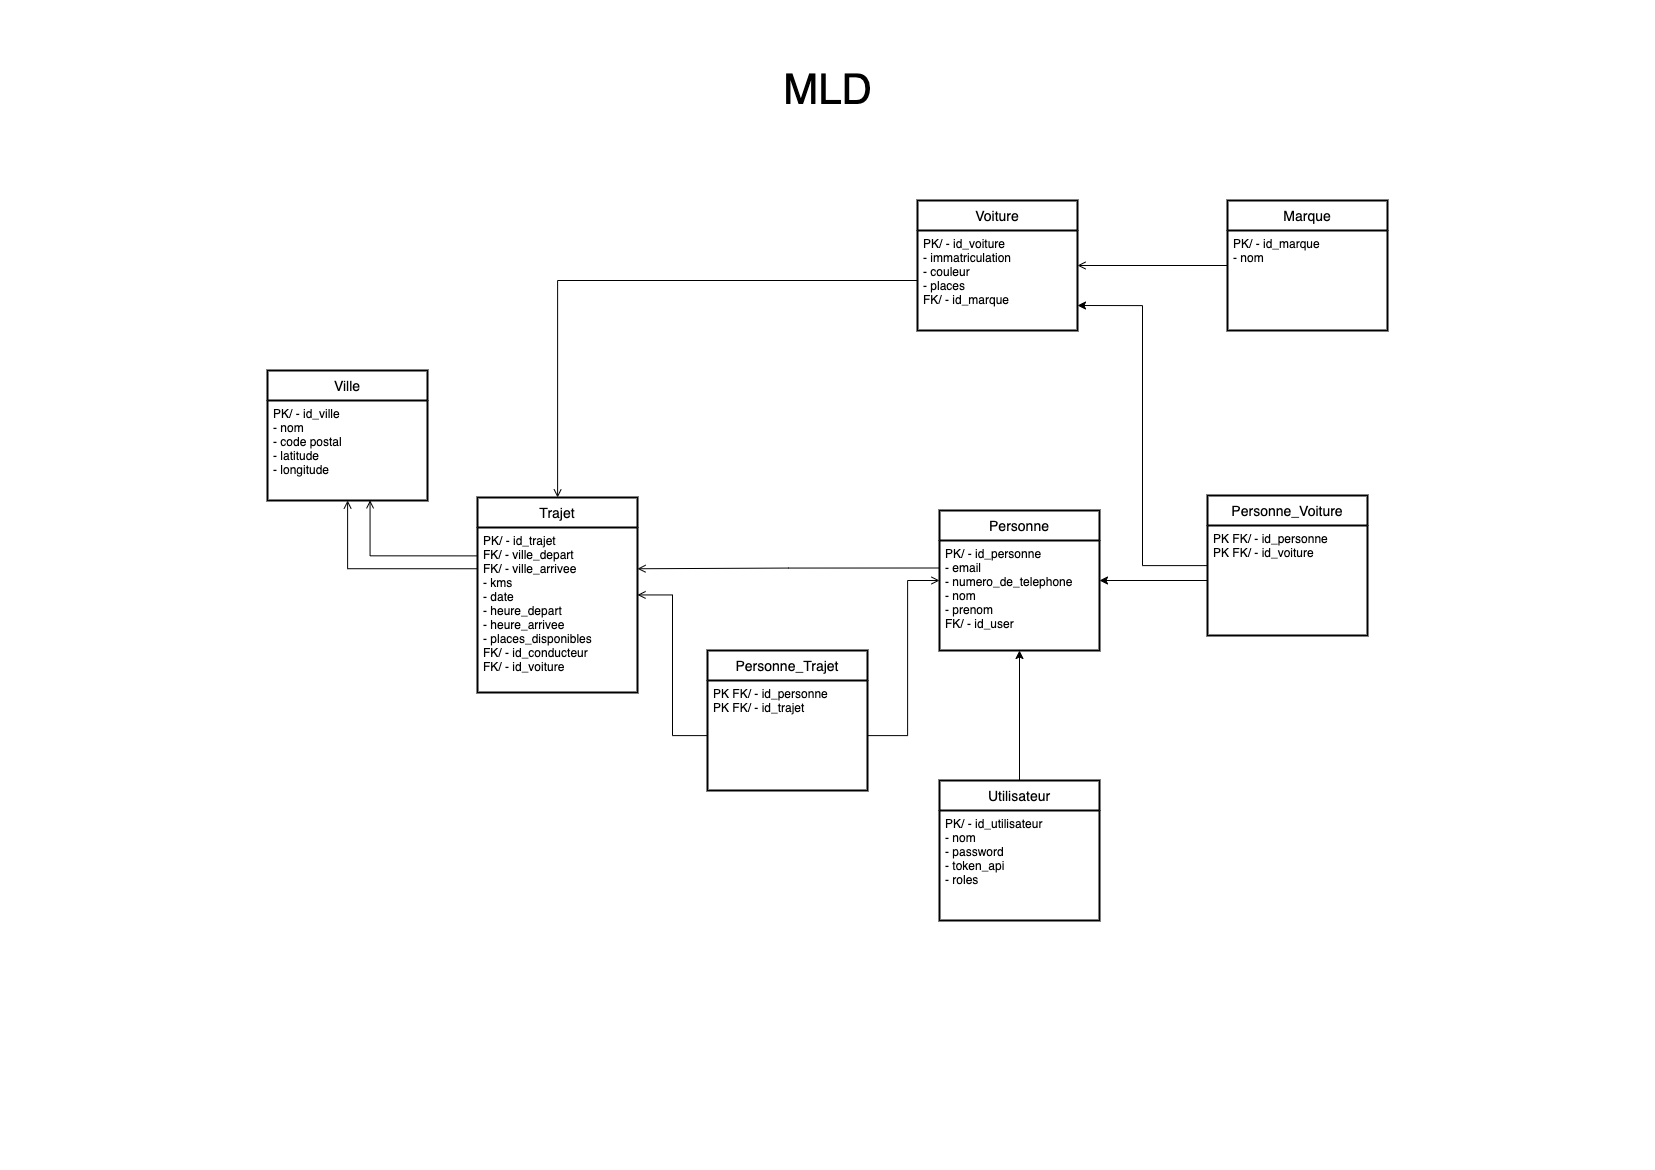 MLD
Voiture
PK/ - id_voiture
- immatriculation
- couleur
- places
FK/ - id_marque
Marque
PK/ - id_marque
- nom
Ville
PK/ - id_ville
- nom
- code postal
- latitude
- longitude
Trajet
PK/ - id_trajet
FK/ - ville_depart
FK/ - ville_arrivee
- kms
- date
- heure_depart
- heure_arrivee
- places_disponibles
FK/ - id_conducteur
FK/ - id_voiture
Personne
PK/ - id_personne
- email
- numero_de_telephone
- nom
- prenom
FK/ - id_user
Personne_Voiture
PK FK/ - id_personne
PK FK/ - id_voiture
Personne_Trajet
PK FK/ - id_personne
PK FK/ - id_trajet
Utilisateur
PK/ - id_utilisateur
- nom
- password
- token_api
- roles